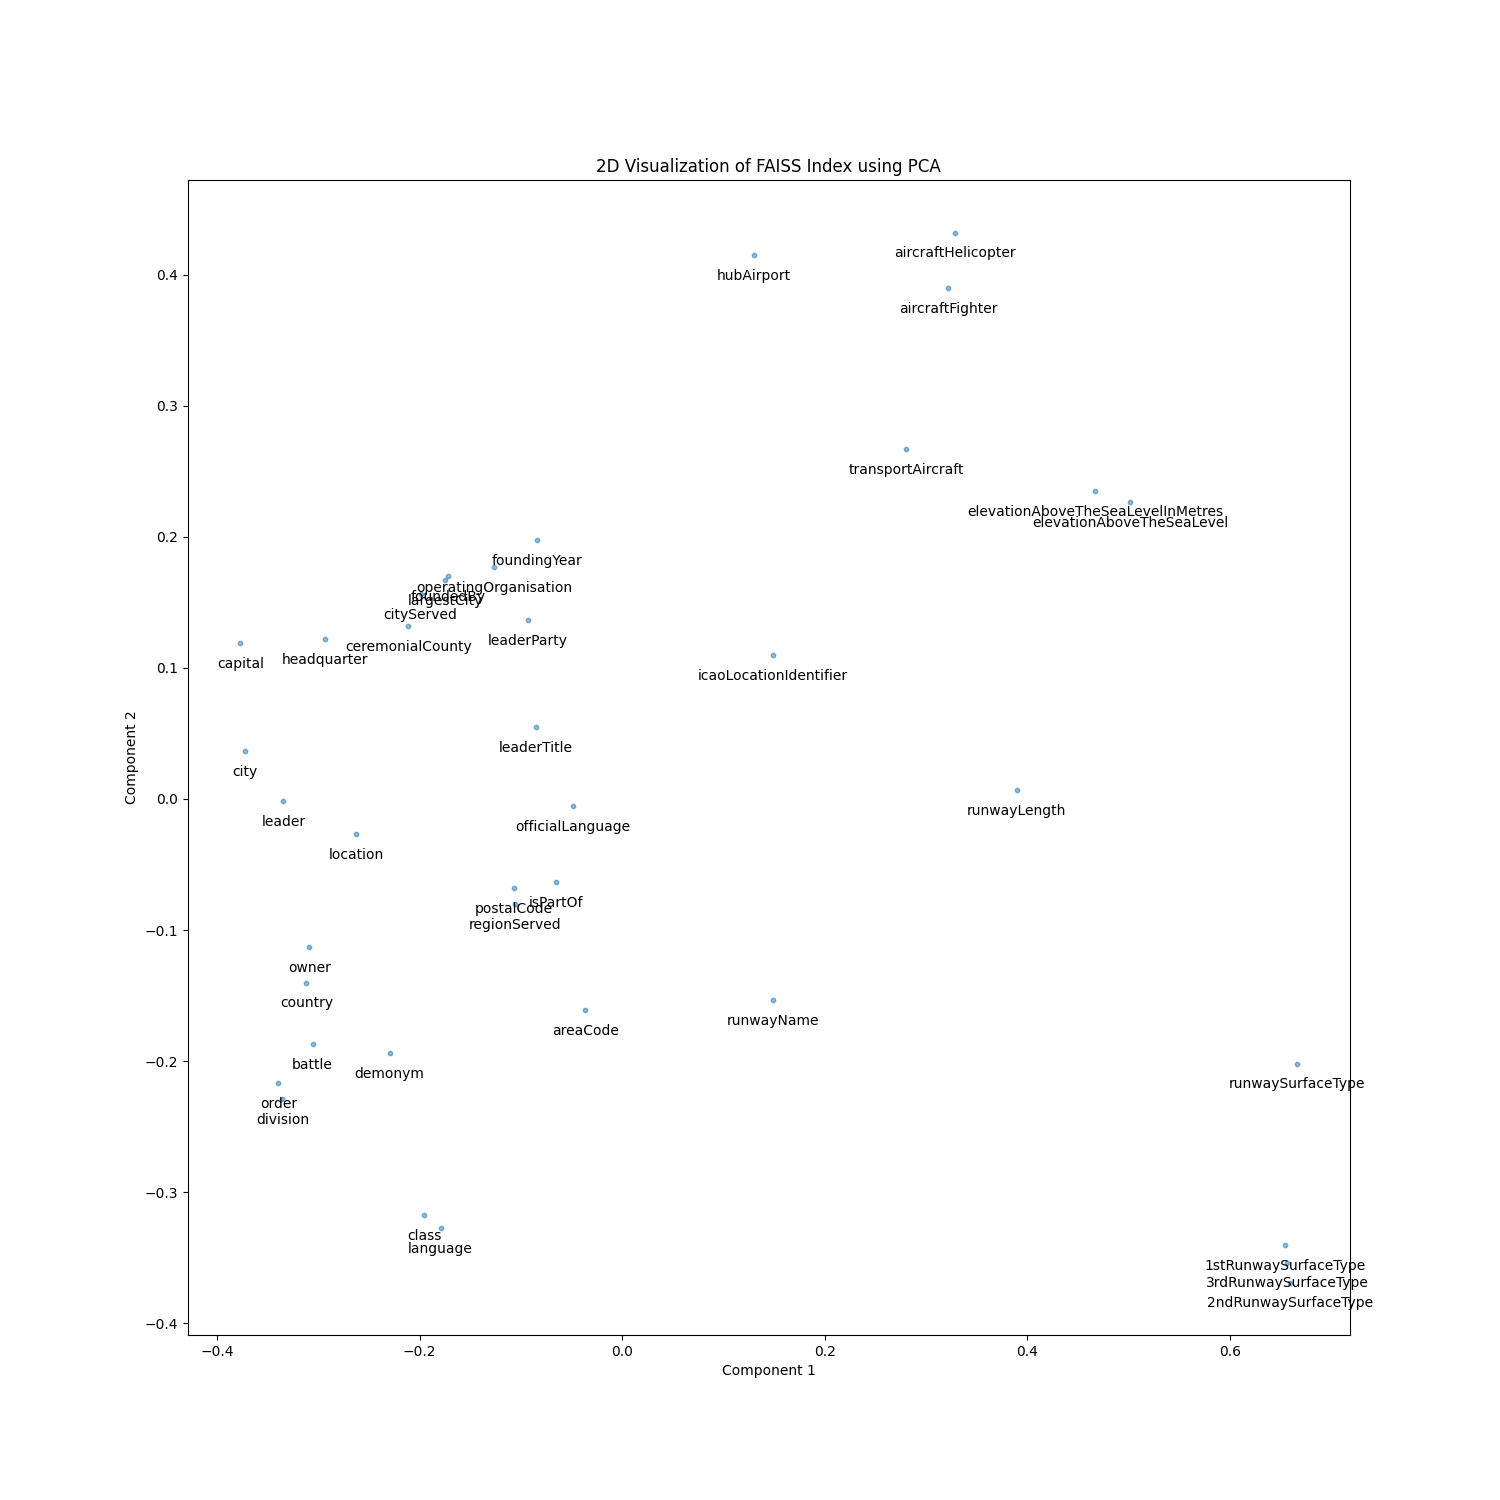 2D Visualization of FAISS Index using PCA
aircraftHelicopter
hubAirport
aircraftFighter
transportAircraft
elevationAboveTheSeaLevelInMetres
elevationAboveTheSeaLevel
foundingYear
operatingOrganisation
foundedBy
largestCity
cityServed
leaderParty
ceremonialCounty
headquarter
capital
icaoLocationIdentifier
leaderTitle
city
runwayLength
leader
officialLanguage
location
isPartOf
postalCode
regionServed
owner
country
runwayName
areaCode
battle
demonym
runwaySurfaceType
order
division
class
language
1stRunwaySurfaceType
3rdRunwaySurfaceType
2ndRunwaySurfaceType
0.4
0.3
0.2
0.1
0.0
−0.1
−0.2
−0.3
−0.4
Component 2
−0.4 −0.2 0.0 0.2 0.4 0.6
Component 1